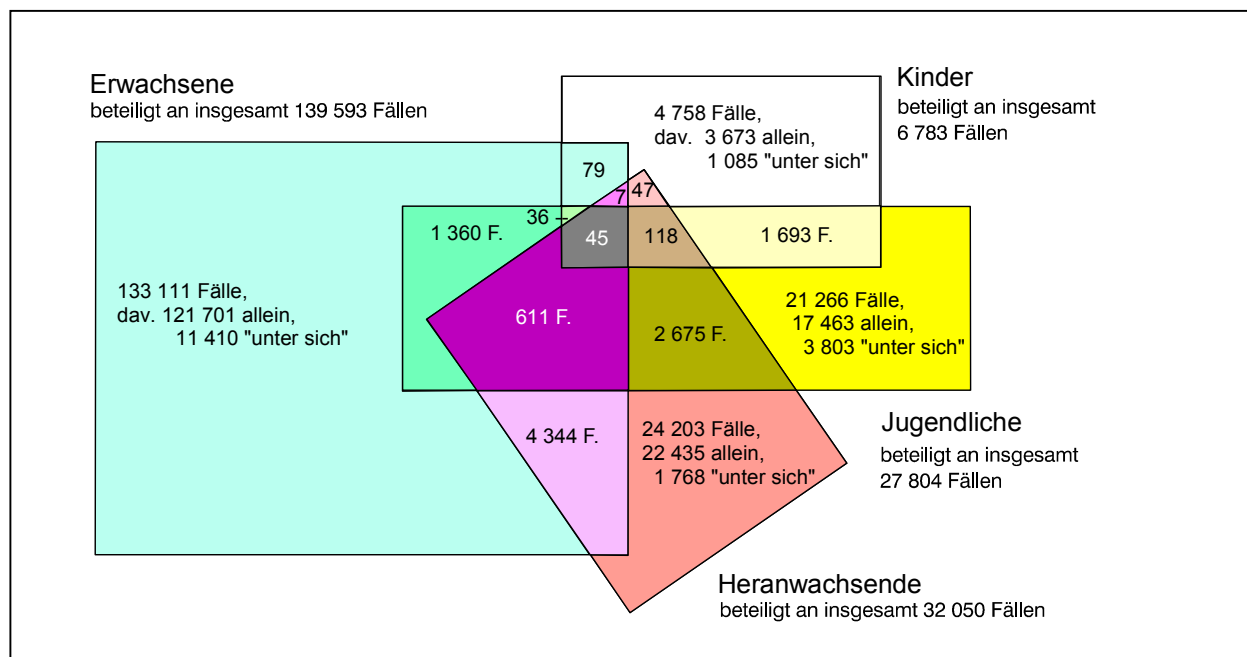 Erwachsene
beteiligt an insgesamt 139 593 Fällen
Kinder
beteiligt an insgesamt
6 783 Fällen
4 758 Fälle,
dav. 3 673 allein,
1 085 "unter sich"
79
7
47
36
1 360 F.
45
118
1 693 F.
133 111 Fälle,
dav. 121 701 allein,
11 410 "unter sich"
611 F.
2 675 F.
21 266 Fälle,
17 463 allein,
3 803 "unter sich"
4 344 F.
24 203 Fälle,
22 435 allein,
1 768 "unter sich"
Jugendliche
beteiligt an insgesamt
27 804 Fällen
Heranwachsende
beteiligt an insgesamt 32 050 Fällen